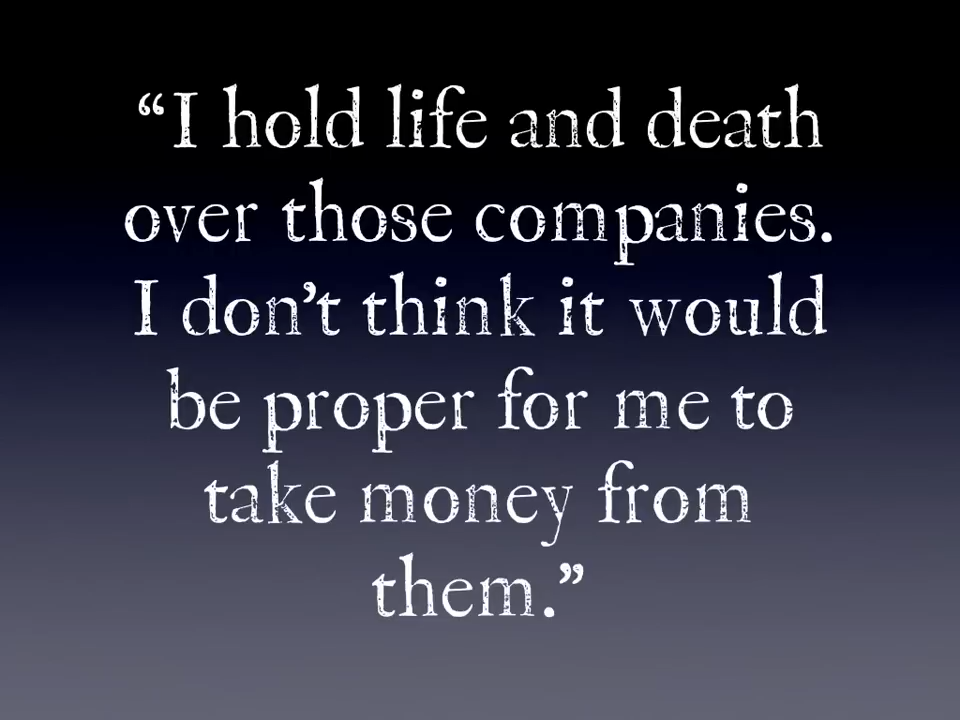 “I hold life and death
over those companies.
I don’t think it would
be proper for me to
take money from
them.”